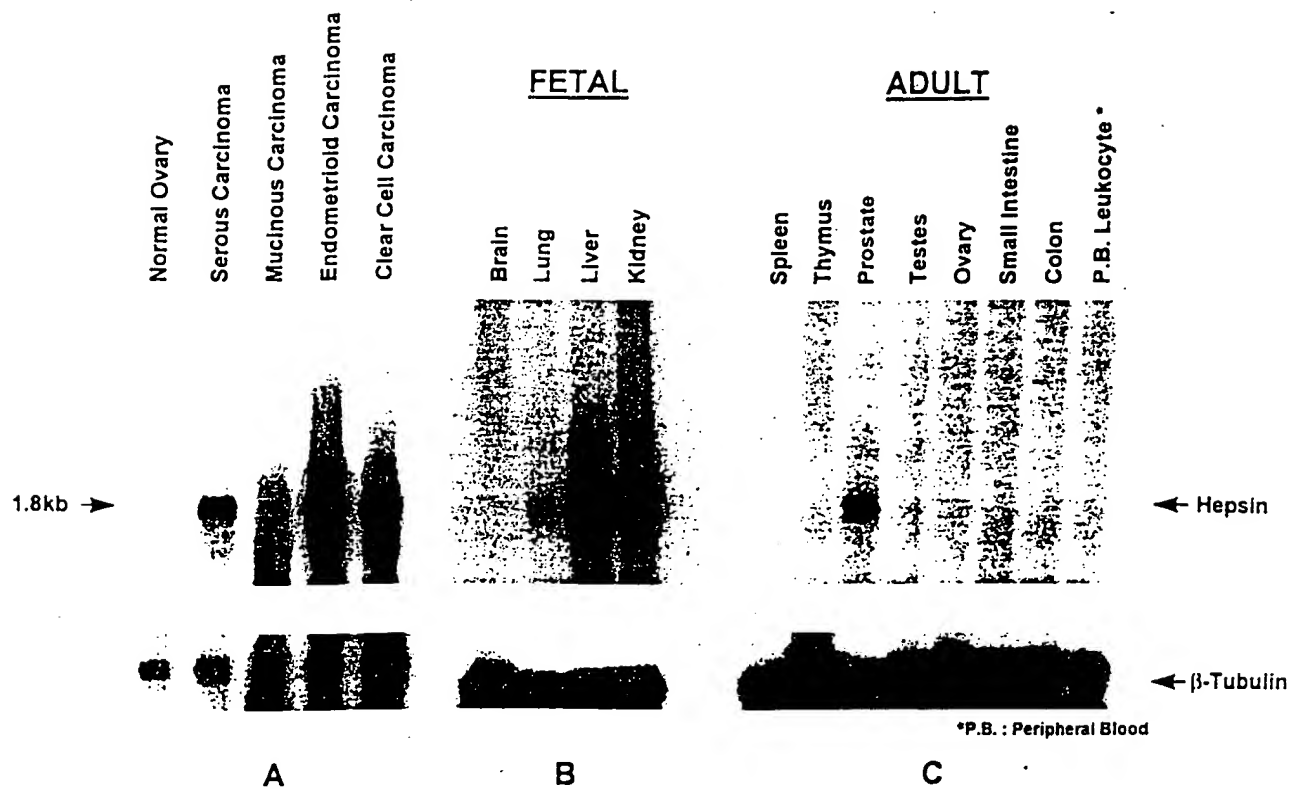 Normal Ovary
Serous Carcinoma
Mucinous Carcinoma
Endometrioid Carcinoma
Clear Cell Carcinoma
FETAL
Brain
Lung
Liver
Kidney
ADULT
Spleen
Thymus
Prostate
Testes
Ovary
Small Intestine
Colon
P.B. Leukocyte *
1.8kb
Hepsin
β-Tubulin
*P.B. : Peripheral Blood
A
B
C